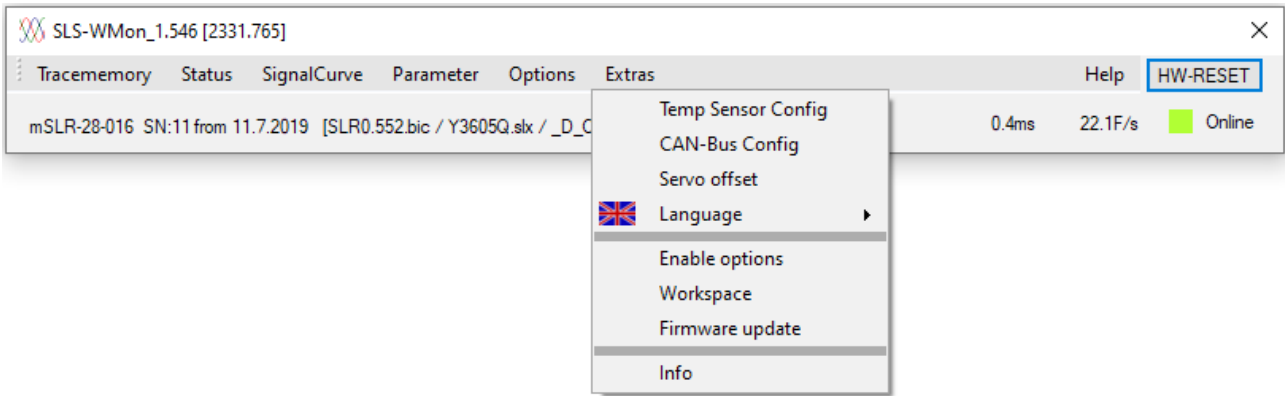 SLS-WMon_1.546 [2331.765]
Tracememory Status SignalCurve Parameter Options Extras Help HW-RESET
mSLR-28-016 SN:11 from 11.7.2019 [SLR0.552.bic / Y3605Q.slx / _D_C 0.4ms 22.1F/s Online
Temp Sensor Config
CAN-Bus Config
Servo offset
Language
Enable options
Workspace
Firmware update
Info